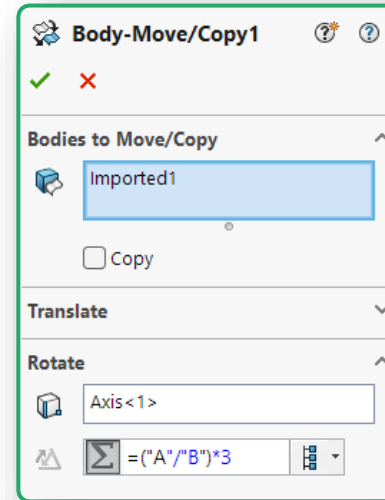 Body-Move/Copy1
Bodies to Move/Copy
Imported1
Copy
Translate
Rotate
Axis<1>
=("A"/"B")*3